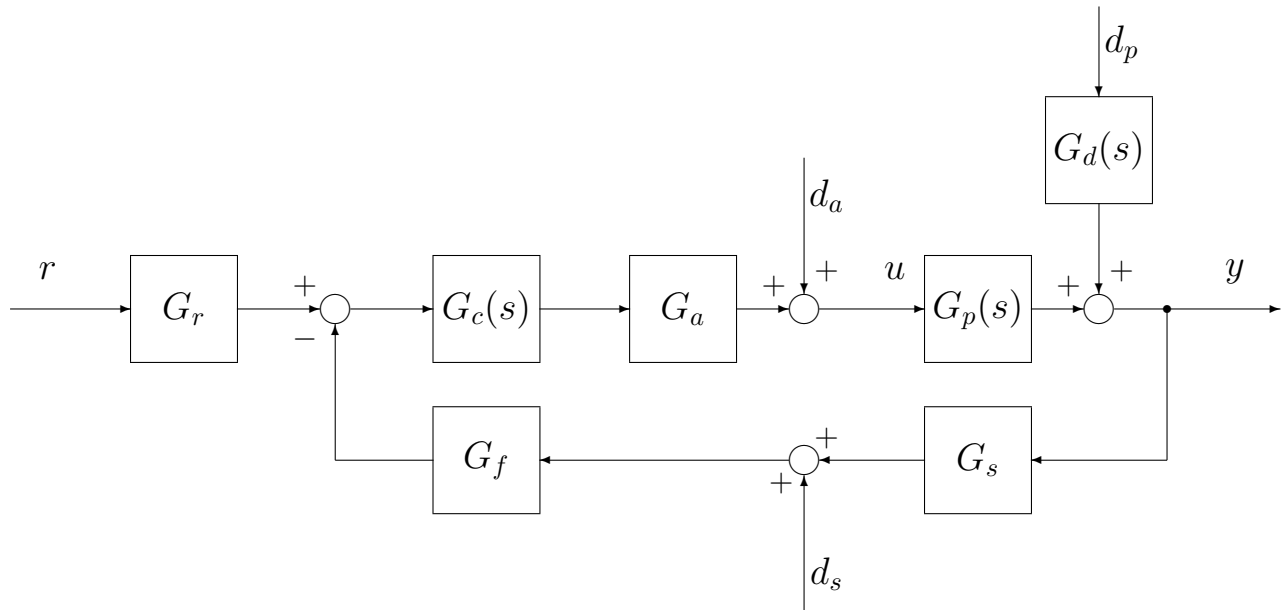 d_p
G_d(s)
d_a
r
u
y
+ + + + +
G_r
G_c(s)
G_a
G_p(s)
−
G_f
+
G_s
+
d_s